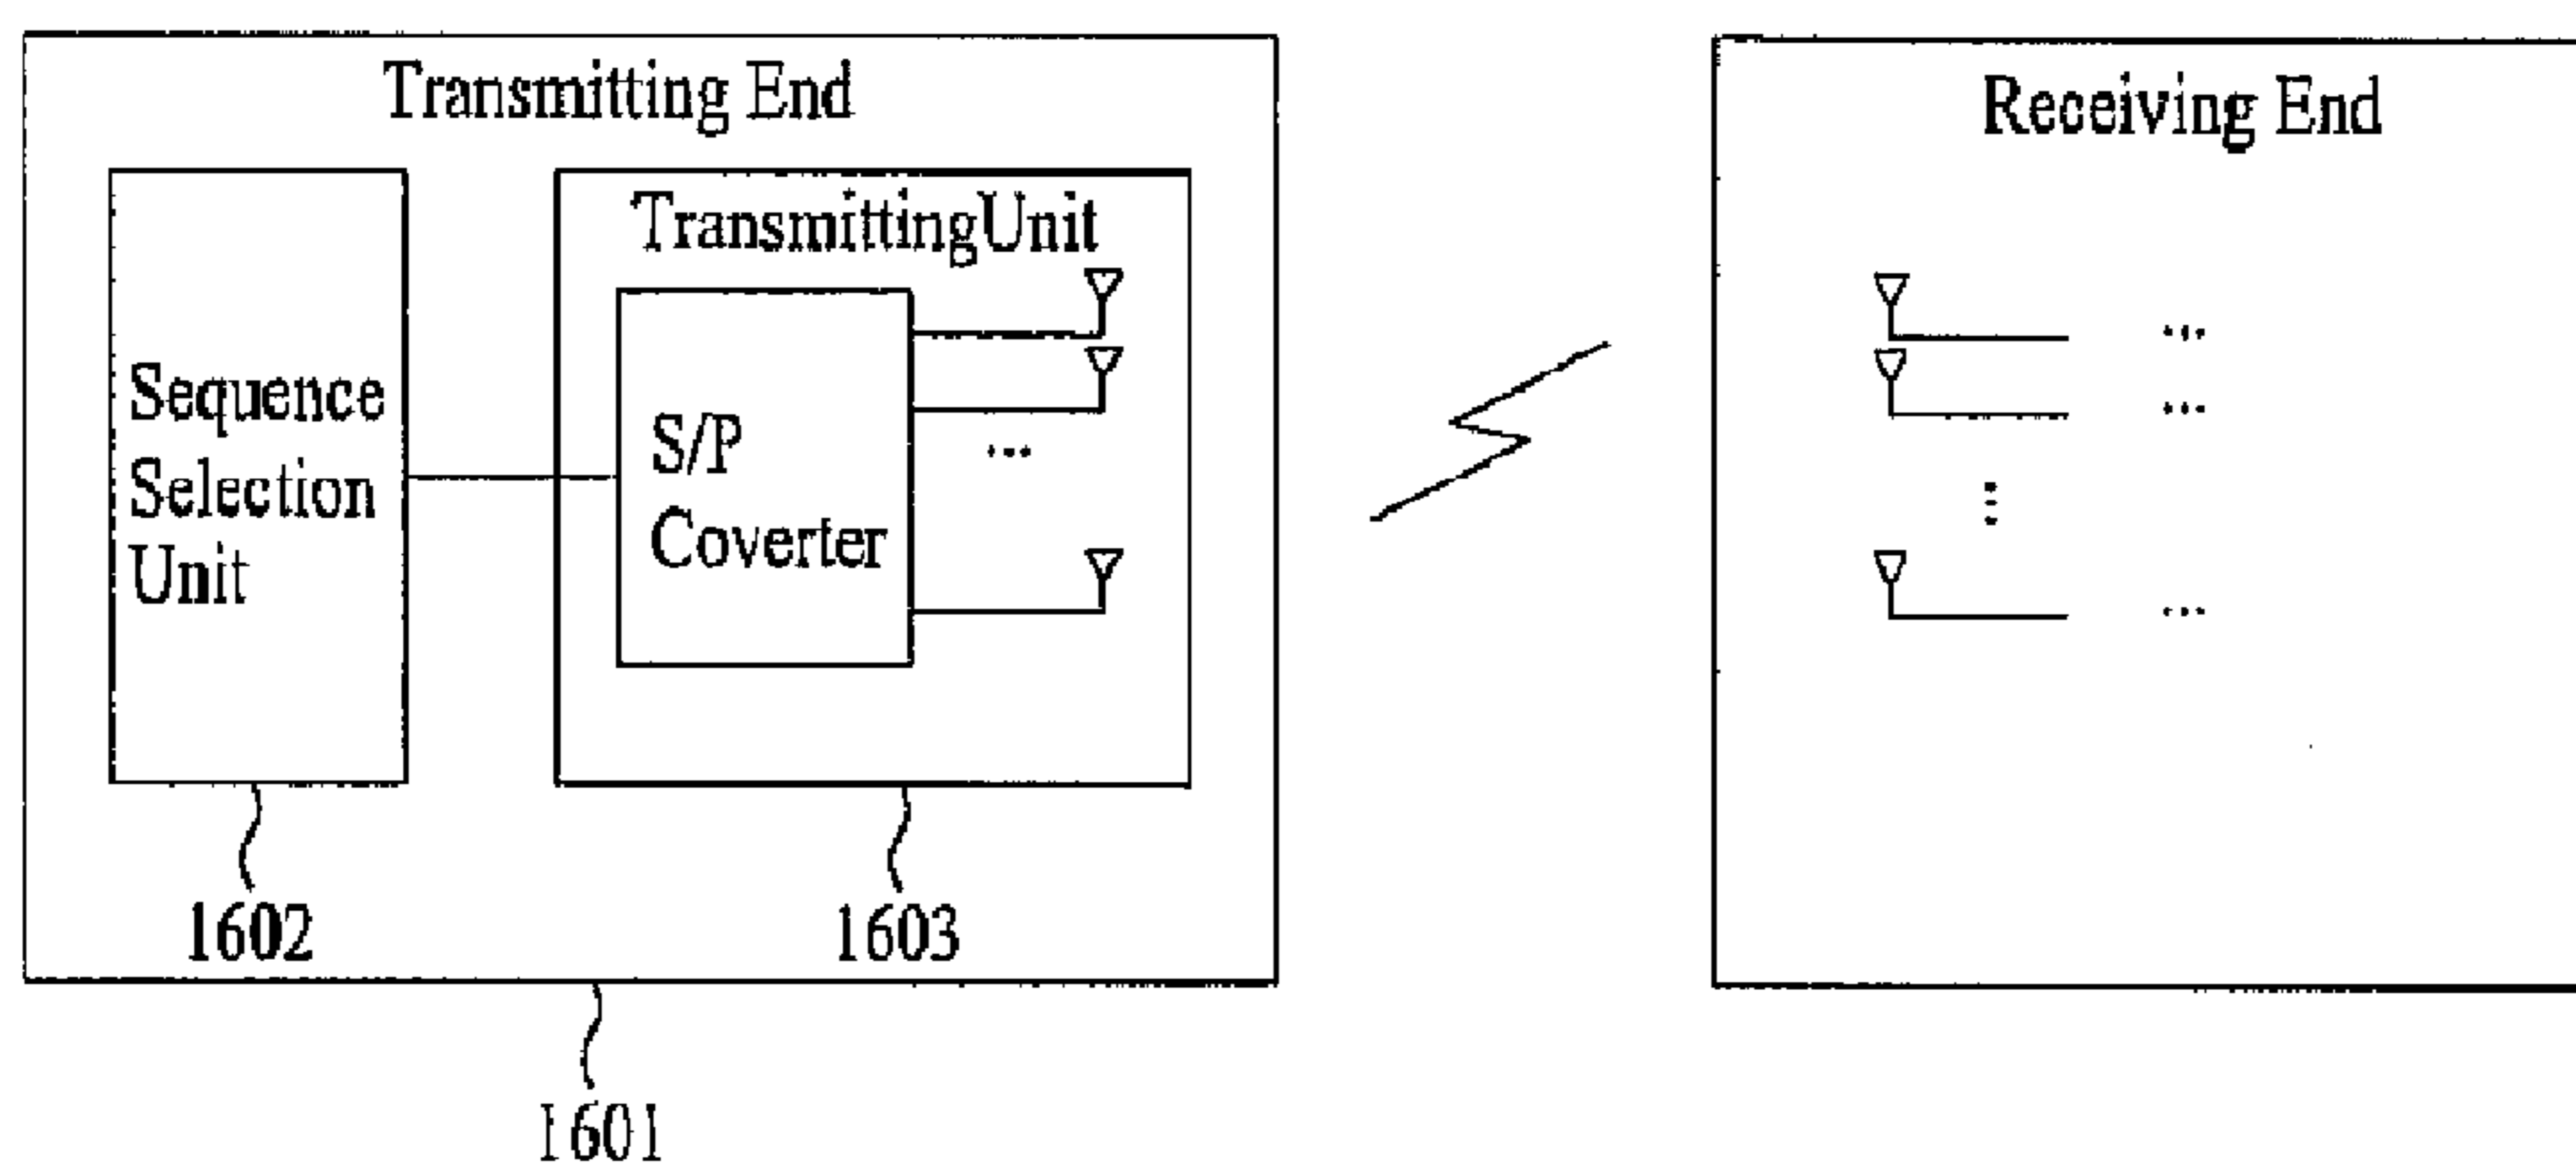 Transmitting End
TransmittingUnit
Sequence
Selection
Unit
S/P
Coverter
...
1602
1603
1601
Receiving End
...
...
...
...